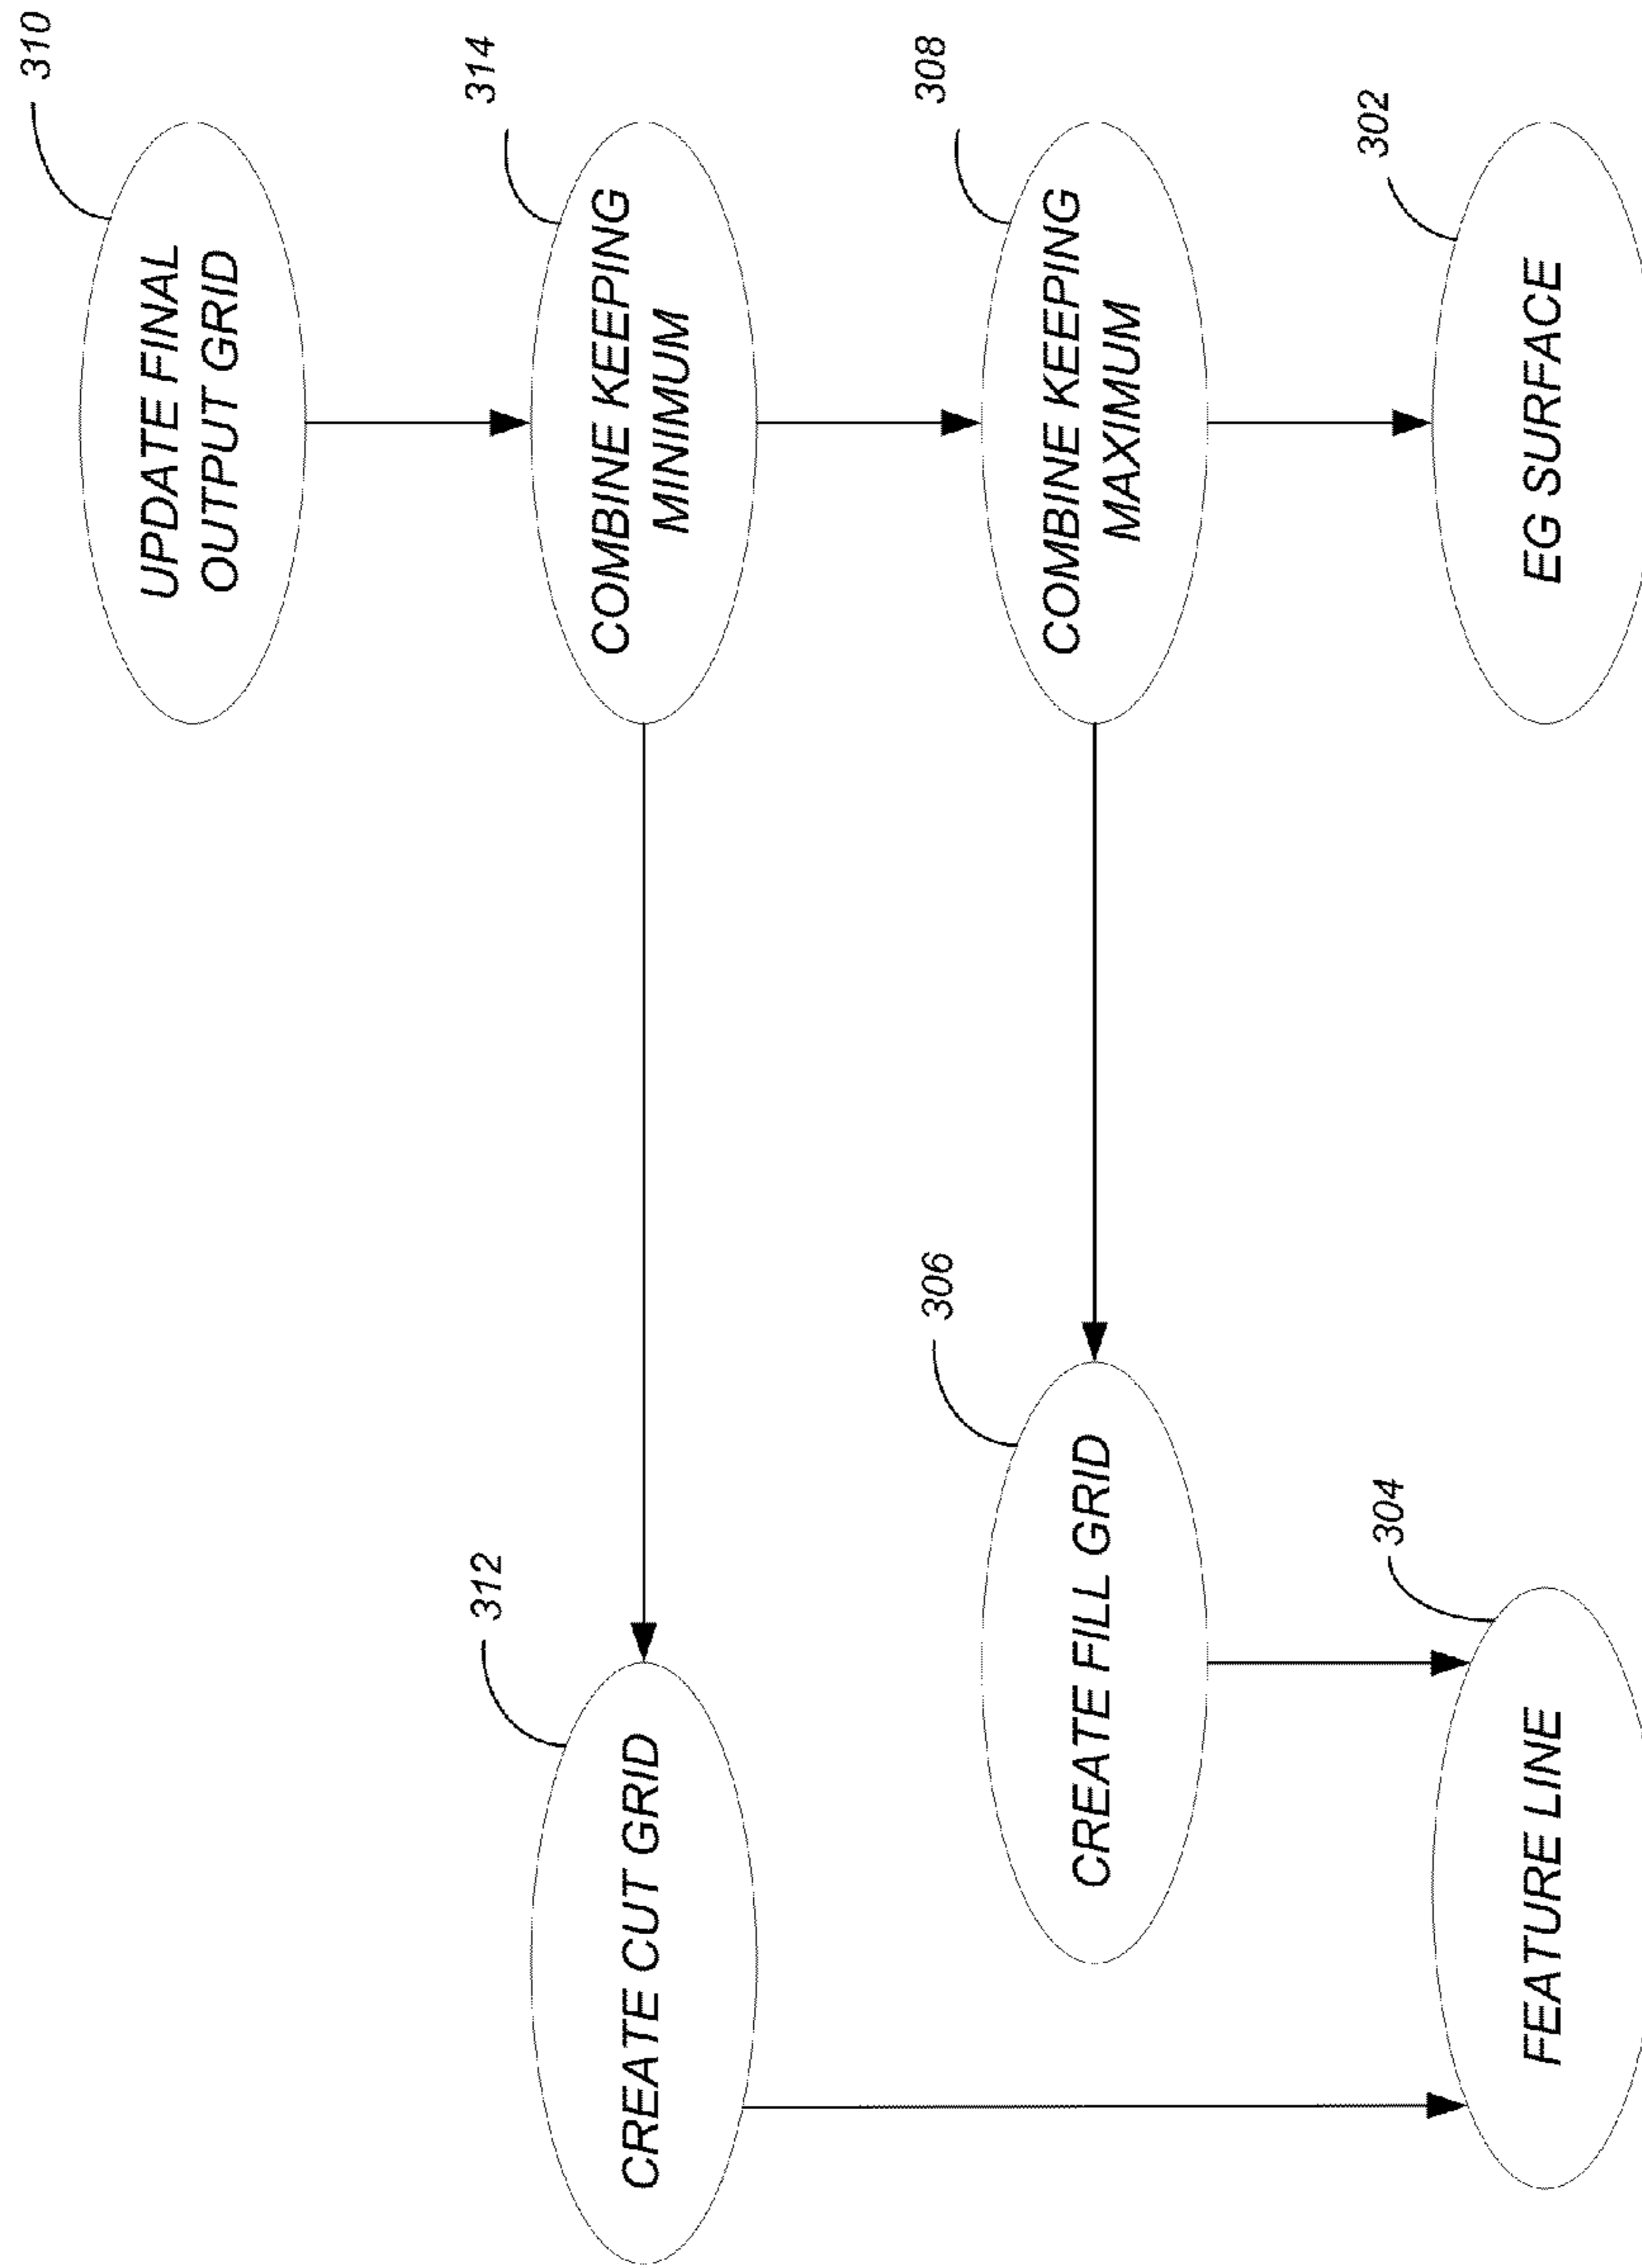 310
UPDATE FINAL
OUTPUT GRID
312
CREATE CUT GRID
314
COMBINE KEEPING
MINIMUM
306
CREATE FILL GRID
308
COMBINE KEEPING
MAXIMUM
304
FEATURE LINE
302
EG SURFACE